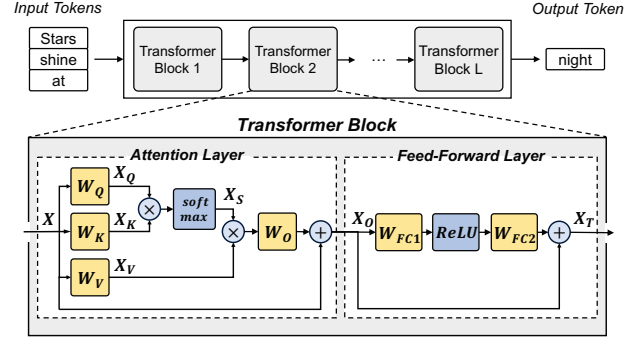 Input Tokens
Output Token
Stars
shine
at
Transformer
Block 1
Transformer
Block 2
...
Transformer
Block L
night
Transformer Block
Attention Layer
Feed-Forward Layer
X
W_Q
X_Q
W_K
X_K
W_V
X_V
×
soft
max
X_S
×
W_O
+
X_O
W_FC1
ReLU
W_FC2
+
X_T